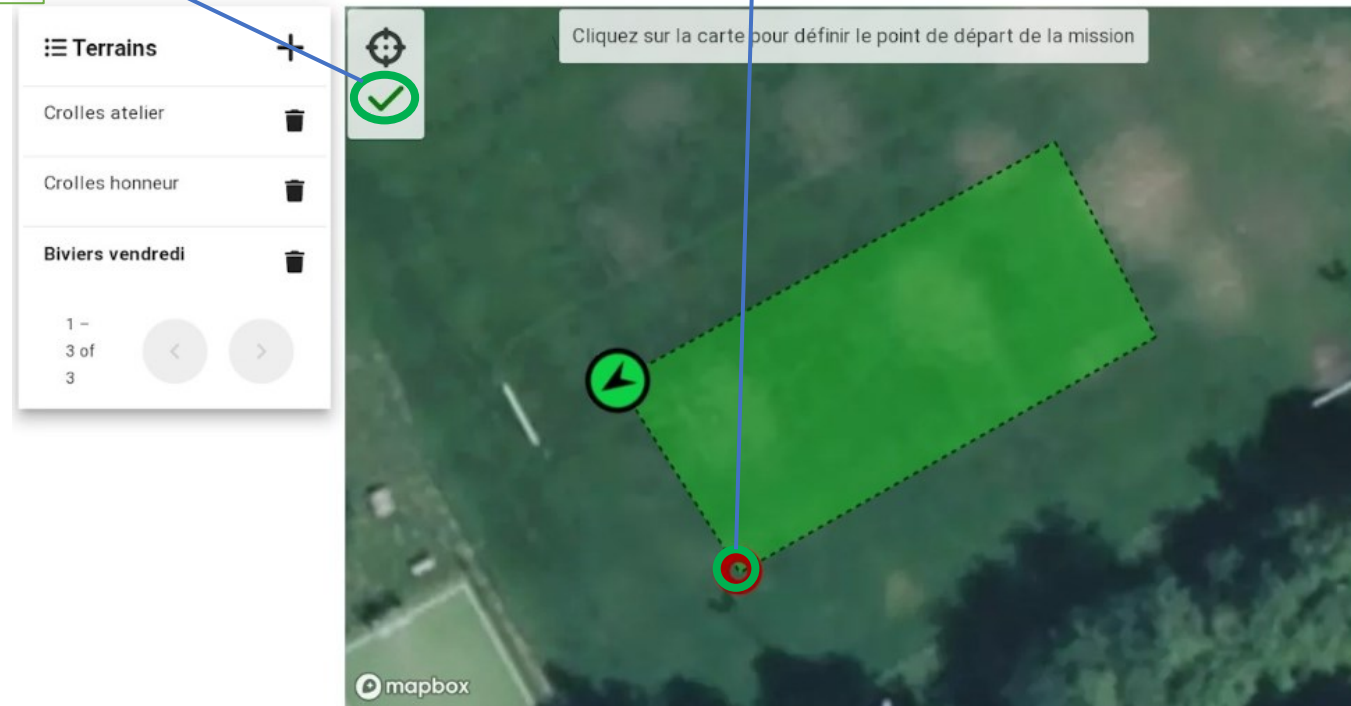 Terrains
Cliquez sur la carte pour définir le point de départ de la mission
Crolles atelier
Crolles honneur
Biviers vendredi
1 –
3 of
3
mapbox